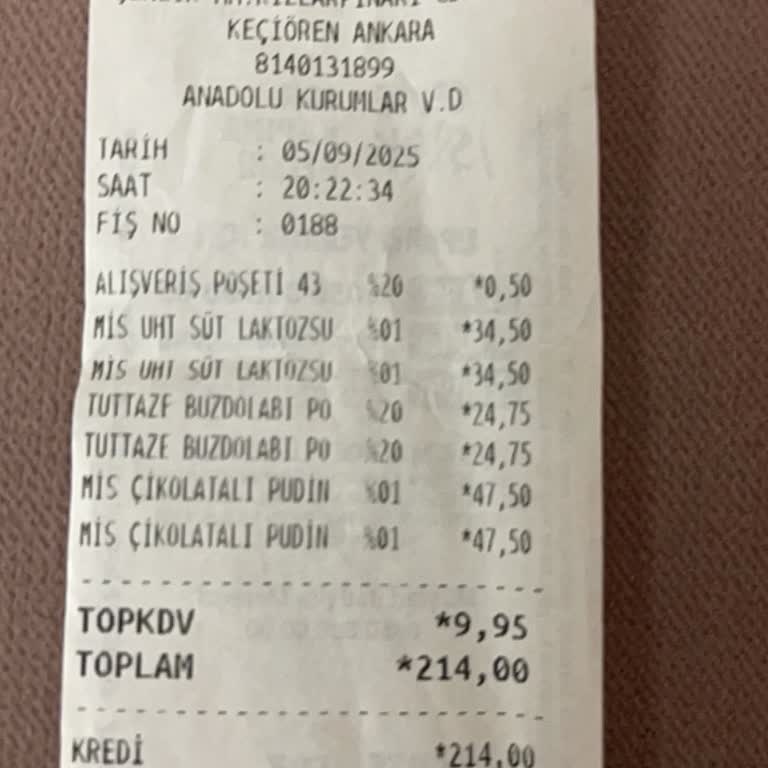 KEÇİÖREN ANKARA
8140131899
ANADOLU KURUMLAR V.D
TARİH : 05/09/2025
SAAT : 20:22:34
FİŞ NO : 0188
ALIŞVERİŞ POŞETİ 43 %20 *0,50
MİS UHT SÜT LAKTOZSU %01 *34,50
MİS UHT SÜT LAKTOZSU %01 *34,50
TUTTAZE BUZDOLABI PO %20 *24,75
TUTTAZE BUZDOLABI PO %20 *24,75
MİS ÇİKOLATALI PUDİN %01 *47,50
MİS ÇİKOLATALI PUDİN %01 *47,50
TOPKDV *9,95
TOPLAM *214,00
KREDİ *214,00